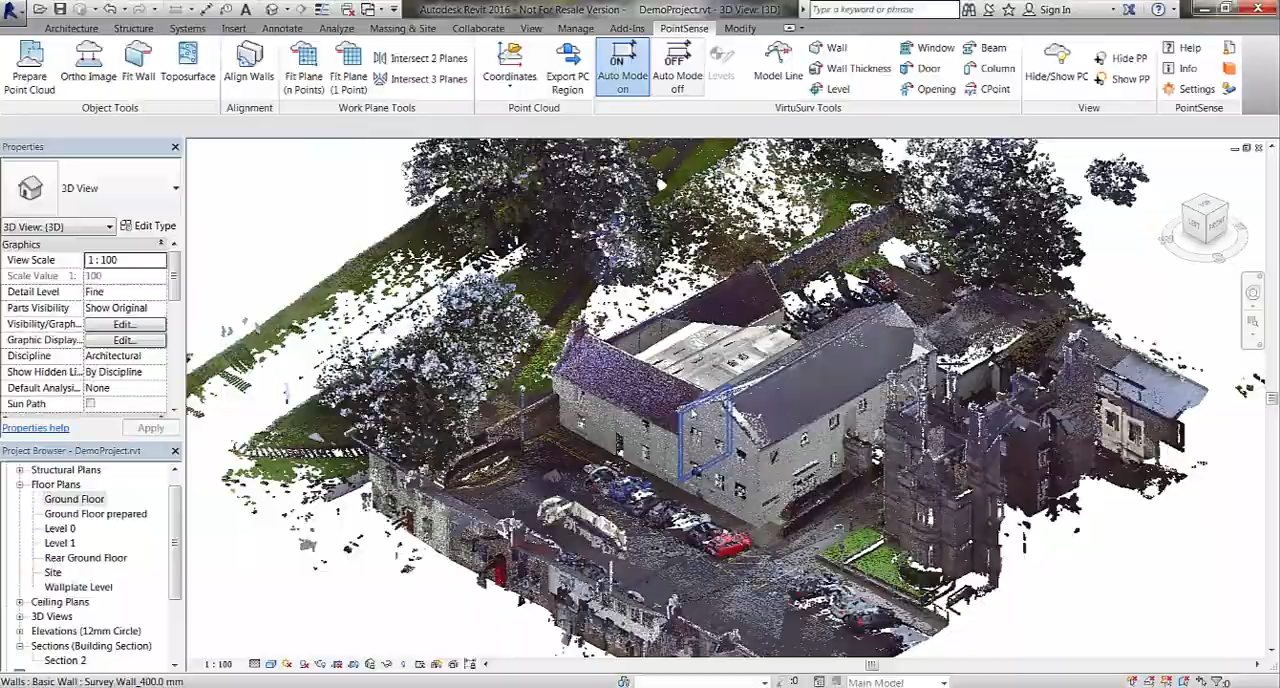 Autodesk Revit 2016 - Not For Resale Version - DemoProject.rvt - 3D View: {3D}
Type a keyword or phrase
Sign In
Architecture Structure Systems Insert Annotate Analyze Massing & Site Collaborate View Manage Add-Ins PointSense Modify
Prepare Point Cloud
Ortho Image
Fit Wall
Toposurface
Object Tools
Align Walls
Alignment
Fit Plane (n Points)
Fit Plane (1 Point)
Intersect 2 Planes
Intersect 3 Planes
Work Plane Tools
Coordinates
Export PC Region
Point Cloud
ON
Auto Mode on
OFF
Auto Mode off
Levels
Model Line
Wall
Wall Thickness
Level
Window
Door
Opening
Beam
Column
CPoint
VirtuSurv Tools
Hide/Show PC
Hide PP
Show PP
View
Help
Info
Settings
PointSense
Properties
3D View
3D View: {3D}
Edit Type
Graphics
View Scale 1 : 100
Scale Value 1: 100
Detail Level Fine
Parts Visibility Show Original
Visibility/Graph... Edit...
Graphic Display... Edit...
Discipline Architectural
Show Hidden Li... By Discipline
Default Analysi... None
Sun Path
Properties help
Apply
Project Browser - DemoProject.rvt
Structural Plans
Floor Plans
Ground Floor
Ground Floor prepared
Level 0
Level 1
Rear Ground Floor
Site
Wallplate Level
Ceiling Plans
3D Views
Elevations (12mm Circle)
Sections (Building Section)
Section 2
LEFT
FRONT
1 : 100
Walls : Basic Wall : Survey Wall_400.0 mm
:0
Main Model
:0